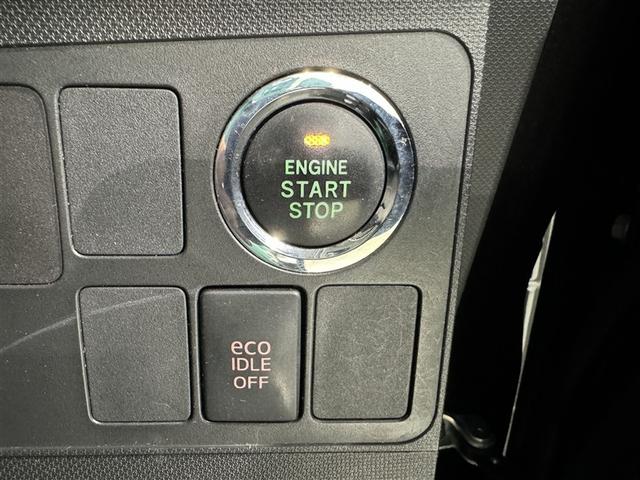 ENGINE
START
STOP
eco
IDLE
OFF